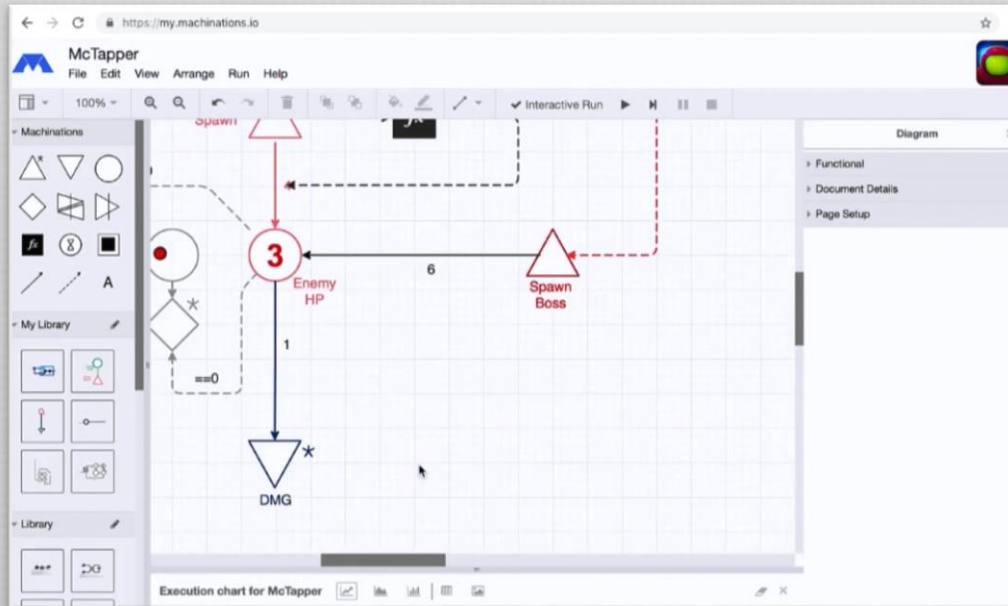 https://my.machinations.io
McTapper
File Edit View Arrange Run Help
100%
Interactive Run
Machinations
Diagram
Functional
Document Details
Page Setup
Spawn
fx
3
Enemy
HP
6
Spawn
Boss
*
1
==0
*
DMG
fx
A
My Library
Library
Execution chart for McTapper